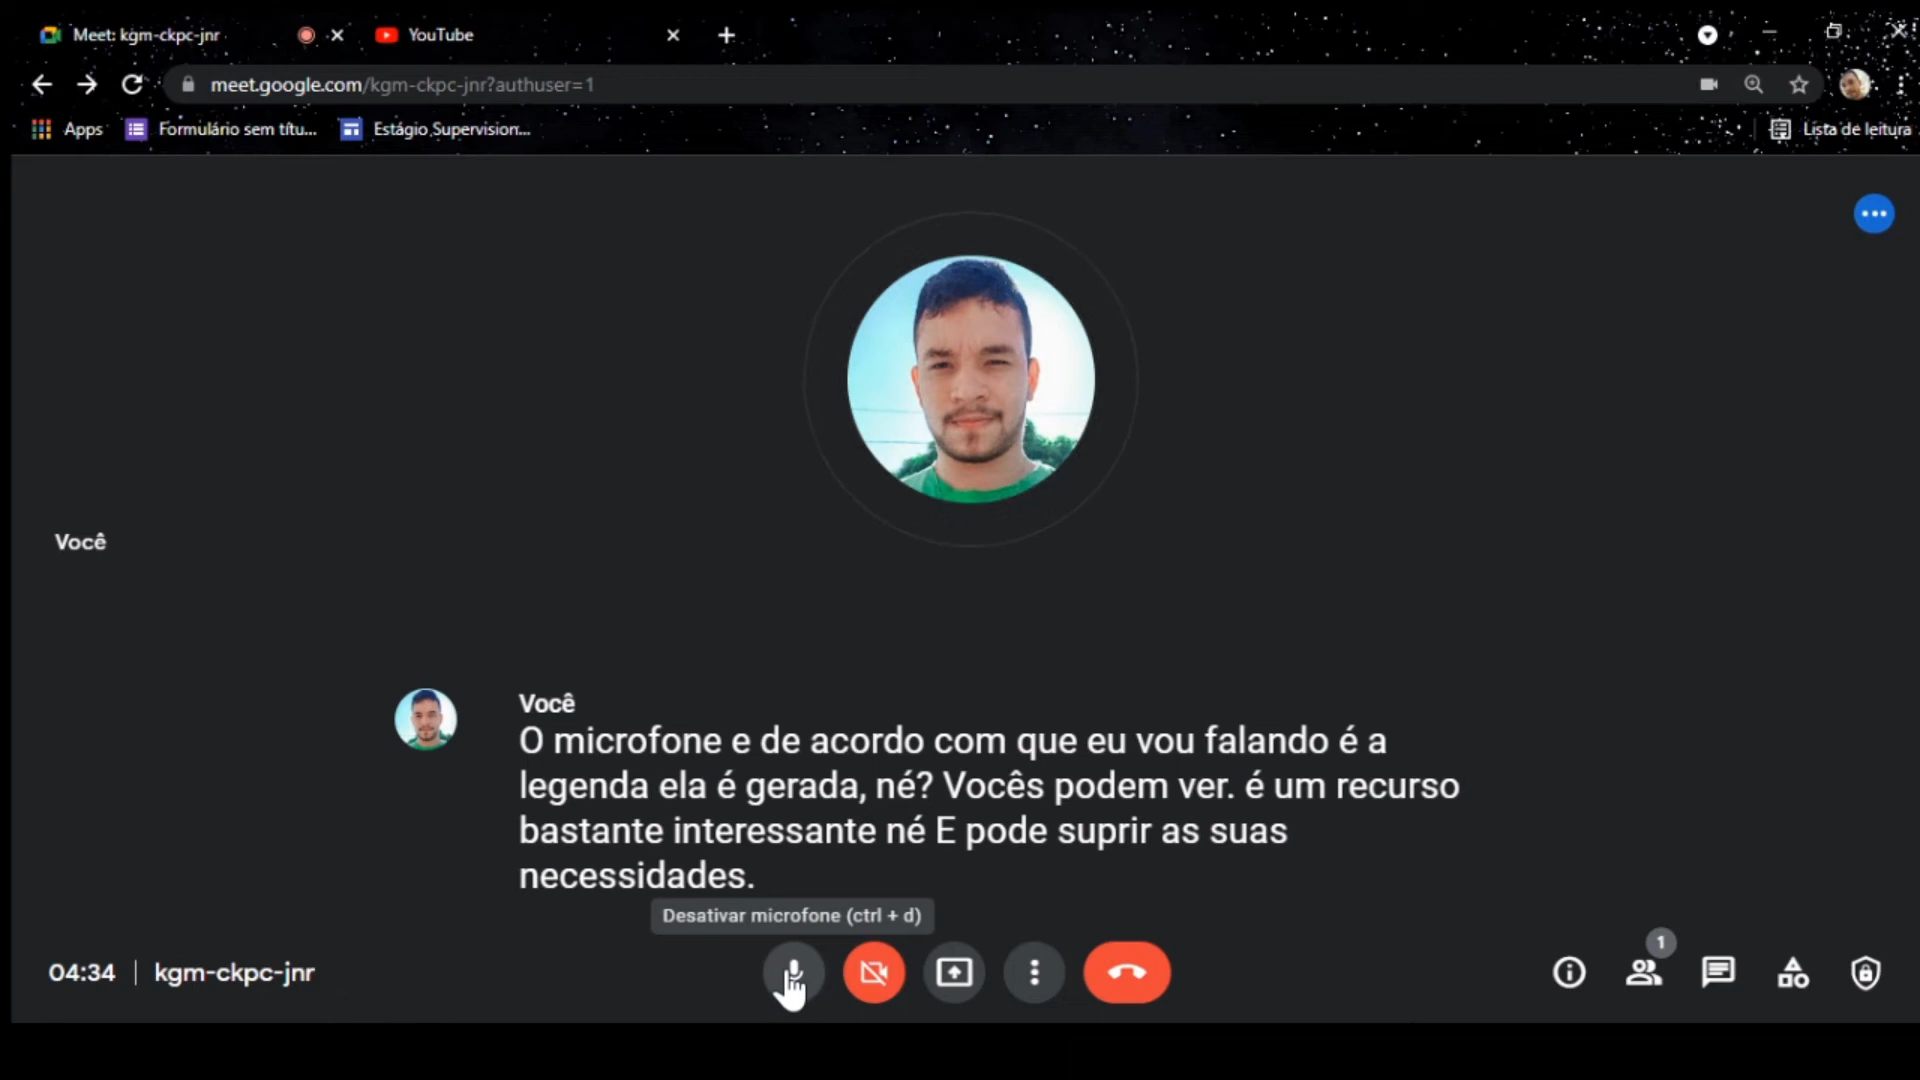 Meet: kgm-ckpc-jnr
YouTube
meet.google.com/kgm-ckpc-jnr?authuser=1
Apps
Formulário sem títu...
Estágio Supervision...
Lista de leitura
Você
Você
O microfone e de acordo com que eu vou falando é a
legenda ela é gerada, né? Vocês podem ver. é um recurso
bastante interessante né E pode suprir as suas
necessidades.
Desativar microfone (ctrl + d)
04:34 | kgm-ckpc-jnr
1